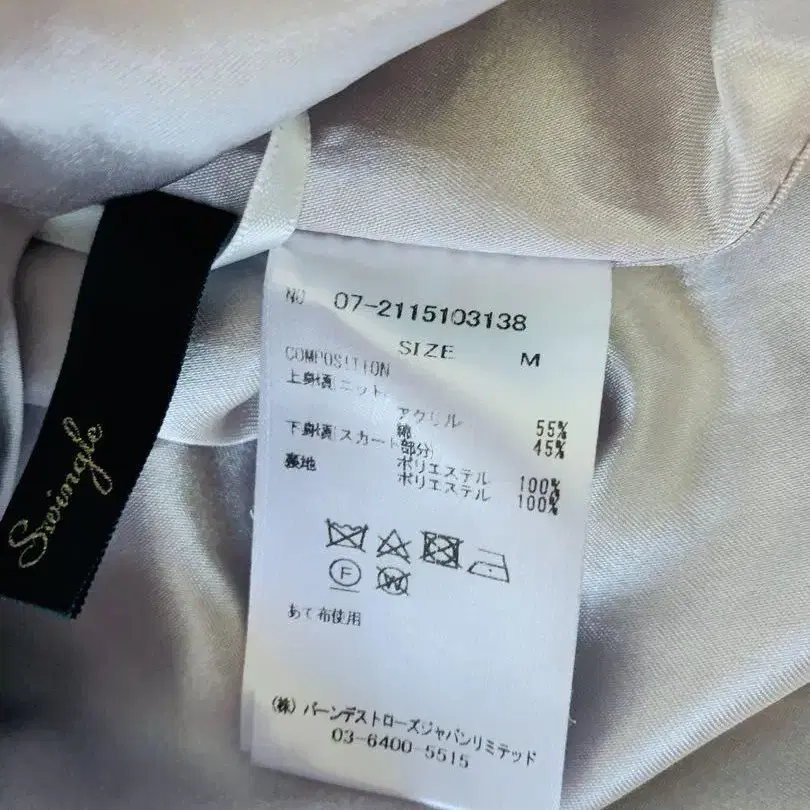 Swingle
NO 07-2115103138
SIZE M
COMPOSITION
上身頃(ニット)
アクリル 55%
綿 45%
下身頃(スカート部分)
ポリエステル 100%
裏地 ポリエステル 100%
F
W
あて布使用
(株) バーンデストローズジャパンリミテッド
03-6400-5515